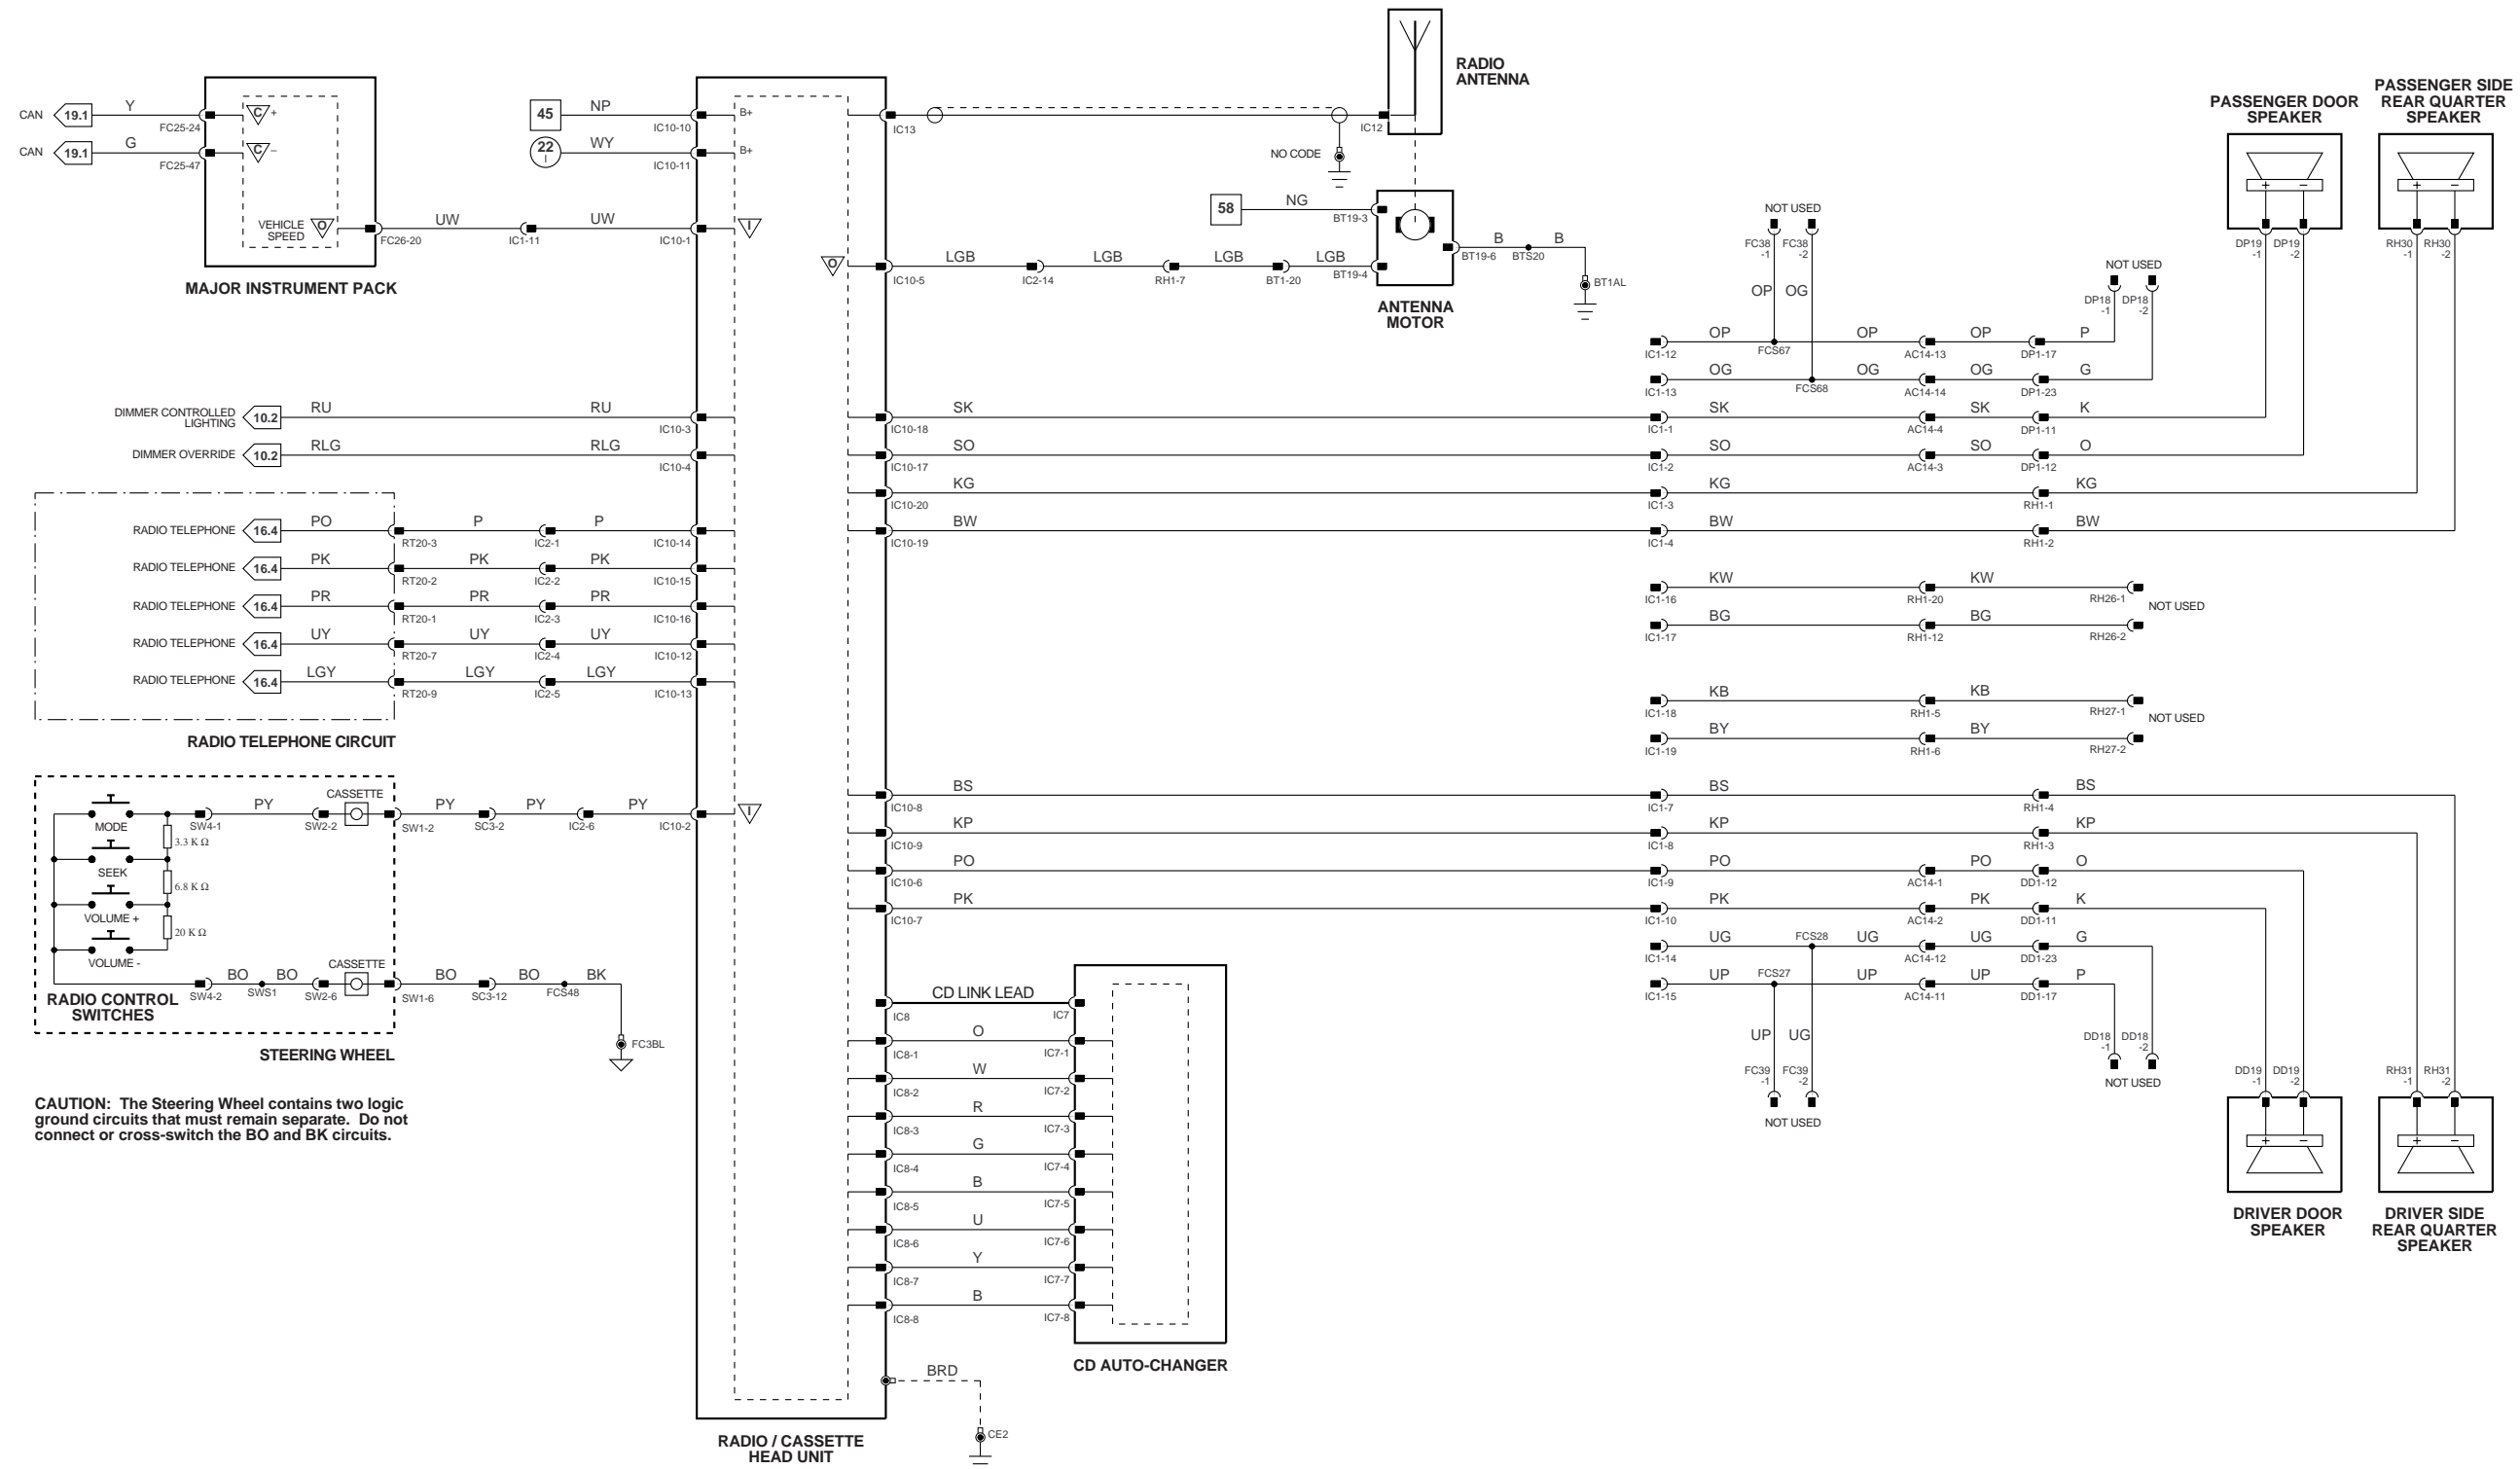 RADIO
ANTENNA
PASSENGER DOOR
SPEAKER
PASSENGER SIDE
REAR QUARTER
SPEAKER
CAN 19.1 Y FC25-24 C +
CAN 19.1 G FC25-47 C –
VEHICLE
SPEED O FC26-20 UW IC1-11 UW IC10-1 I
MAJOR INSTRUMENT PACK
45 NP IC10-10 B+
22 I WY IC10-11 B+
IC13 IC12
NO CODE
58 NG BT19-3
O IC10-5 LGB IC2-14 LGB RH1-7 LGB BT1-20 LGB BT19-4
BT19-6 B BTS20 B BT1AL
ANTENNA
MOTOR
NOT USED
FC38
-1
FC38
-2
OP OG
DP19
-1
DP19
-2
+ –
RH30
-1
RH30
-2
+ –
NOT USED
DP18
-1
DP18
-2
IC1-12 OP FCS67 OP AC14-13 OP DP1-17 P
IC1-13 OG FCS68 OG AC14-14 OG DP1-23 G
DIMMER CONTROLLED
LIGHTING 10.2 RU RU IC10-3
IC10-18 SK IC1-1 SK AC14-4 SK DP1-11 K
DIMMER OVERRIDE 10.2 RLG RLG IC10-4
IC10-17 SO IC1-2 SO AC14-3 SO DP1-12 O
IC10-20 KG IC1-3 KG RH1-1 KG
IC10-19 BW IC1-4 BW RH1-2 BW
RADIO TELEPHONE 16.4 PO RT20-3 P IC2-1 P IC10-14
RADIO TELEPHONE 16.4 PK RT20-2 PK IC2-2 PK IC10-15
RADIO TELEPHONE 16.4 PR RT20-1 PR IC2-3 PR IC10-16
RADIO TELEPHONE 16.4 UY RT20-7 UY IC2-4 UY IC10-12
RADIO TELEPHONE 16.4 LGY RT20-9 LGY IC2-5 LGY IC10-13
RADIO TELEPHONE CIRCUIT
IC1-16 KW RH1-20 KW RH26-1
NOT USED
IC1-17 BG RH1-12 BG RH26-2
IC1-18 KB RH1-5 KB RH27-1
NOT USED
IC1-19 BY RH1-6 BY RH27-2
MODE
SEEK
VOLUME +
VOLUME -
3.3 K Ω
6.8 K Ω
20 K Ω
SW4-1 PY SW2-2 CASSETTE SW1-2 PY SC3-2 PY IC2-6 PY IC10-2 I
SW4-2 BO SWS1 BO SW2-6 CASSETTE SW1-6 BO SC3-12 BO FCS48 BK
FC3BL
RADIO CONTROL
SWITCHES
STEERING WHEEL
CAUTION: The Steering Wheel contains two logic
ground circuits that must remain separate. Do not
connect or cross-switch the BO and BK circuits.
IC10-8 BS IC1-7 BS RH1-4 BS
IC10-9 KP IC1-8 KP RH1-3 KP
IC10-6 PO IC1-9 PO AC14-1 PO DD1-12 O
IC10-7 PK IC1-10 PK AC14-2 PK DD1-11 K
IC1-14 UG FCS28 UG AC14-12 UG DD1-23 G
IC1-15 UP FCS27 UP AC14-11 UP DD1-17 P
UP UG
FC39
-1
FC39
-2
NOT USED
DD18
-1
DD18
-2
NOT USED
DD19
-1
DD19
-2
+ –
RH31
-1
RH31
-2
+ –
DRIVER DOOR
SPEAKER
DRIVER SIDE
REAR QUARTER
SPEAKER
IC8 CD LINK LEAD IC7
IC8-1 O IC7-1
IC8-2 W IC7-2
IC8-3 R IC7-3
IC8-4 G IC7-4
IC8-5 B IC7-5
IC8-6 U IC7-6
IC8-7 Y IC7-7
IC8-8 B IC7-8
CD AUTO-CHANGER
BRD
CE2
RADIO / CASSETTE
HEAD UNIT